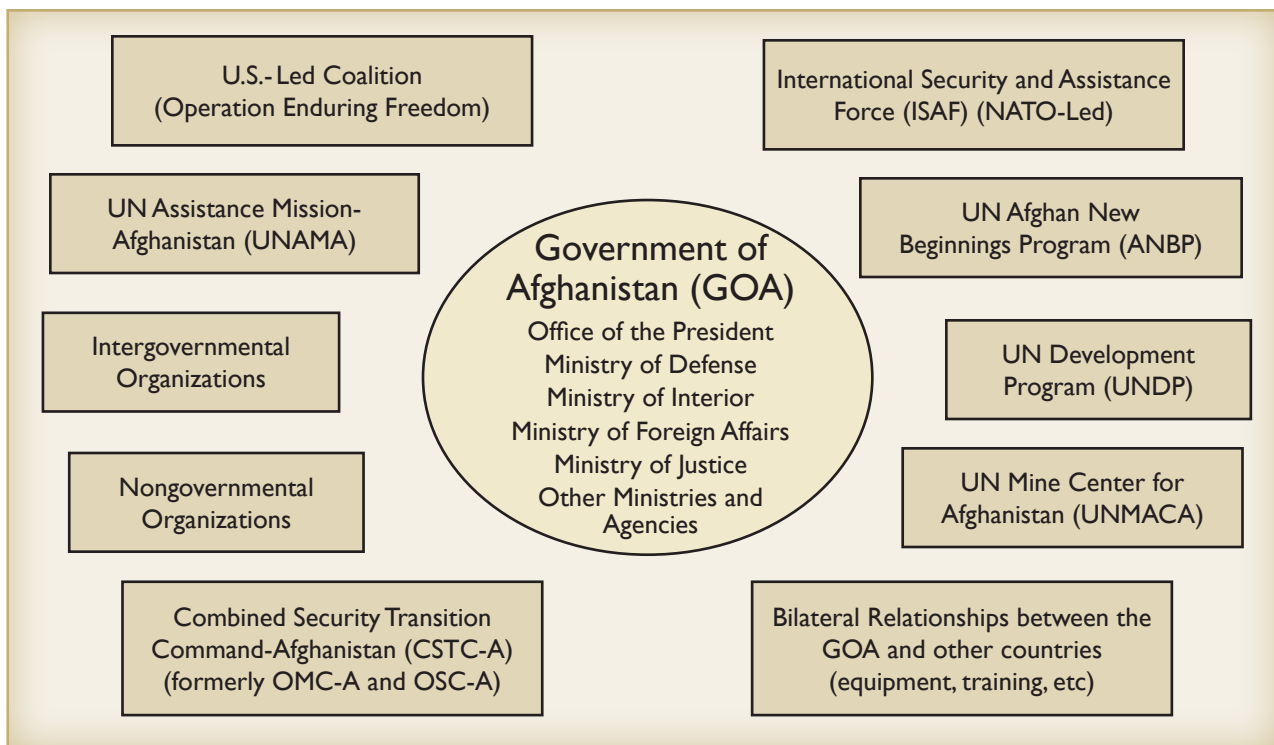 U.S.- Led Coalition
(Operation Enduring Freedom)
International Security and Assistance
Force (ISAF) (NATO-Led)
UN Assistance Mission-
Afghanistan (UNAMA)
UN Afghan New
Beginnings Program (ANBP)
Government of
Afghanistan (GOA)
Office of the President
Ministry of Defense
Ministry of Interior
Ministry of Foreign Affairs
Ministry of Justice
Other Ministries and
Agencies
Intergovernmental
Organizations
UN Development
Program (UNDP)
Nongovernmental
Organizations
UN Mine Center for
Afghanistan (UNMACA)
Combined Security Transition
Command-Afghanistan (CSTC-A)
(formerly OMC-A and OSC-A)
Bilateral Relationships between the
GOA and other countries
(equipment, training, etc)